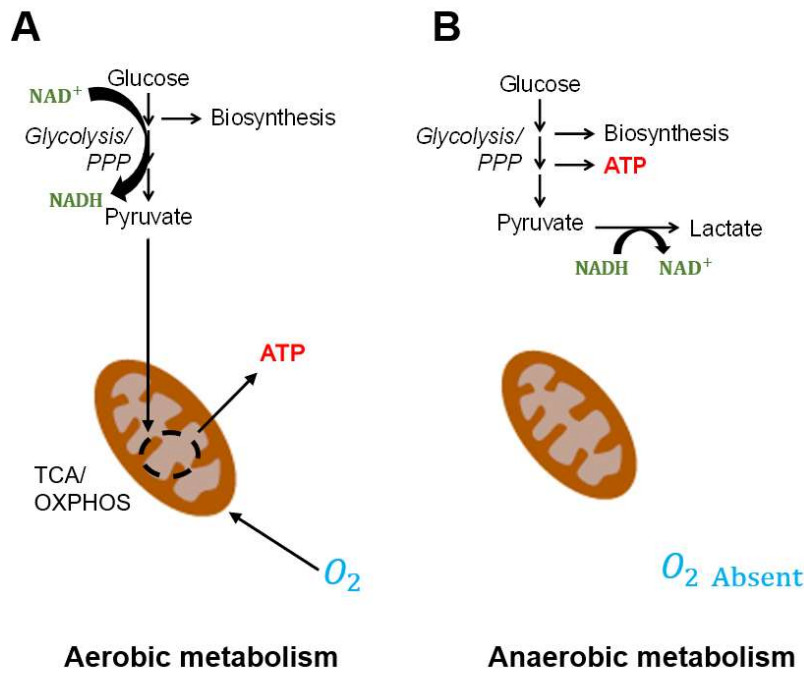 A
Glucose
NAD⁺
Biosynthesis
Glycolysis/
PPP
NADH
Pyruvate
ATP
TCA/
OXPHOS
O₂
Aerobic metabolism
B
Glucose
Glycolysis/
PPP
Biosynthesis
ATP
Pyruvate
Lactate
NADH
NAD⁺
O₂ Absent
Anaerobic metabolism